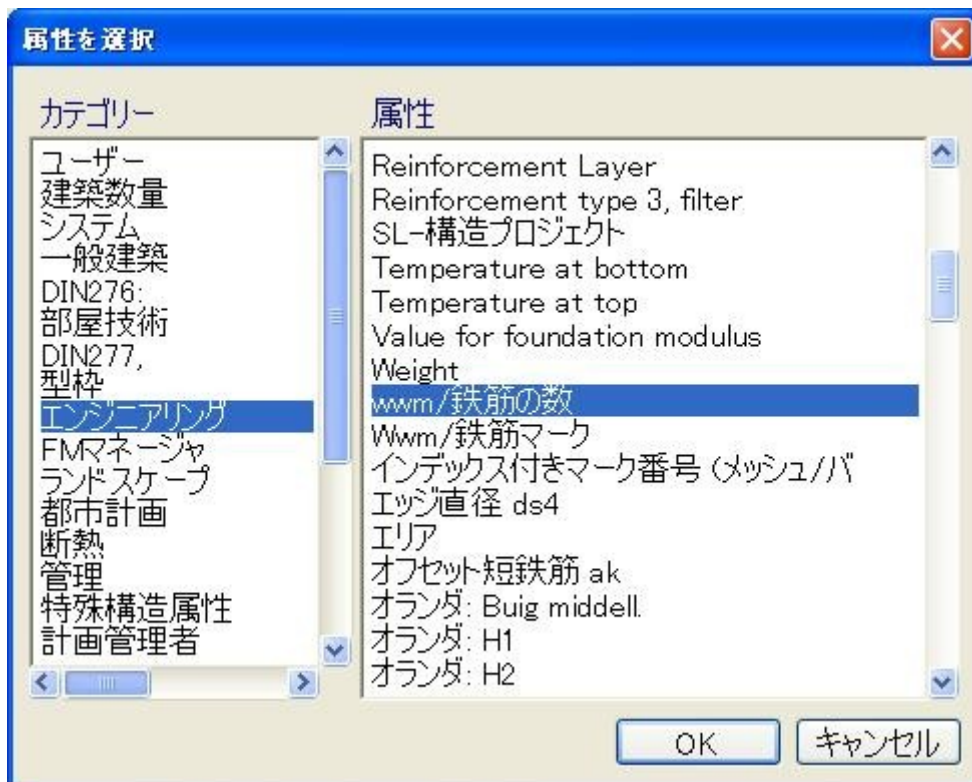 属性を選択
カテゴリー
ユーザー
建築数量
システム
一般建築
DIN276:
部屋技術
DIN277,
型枠
エンジニアリング
FMマネージャ
ランドスケープ
都市計画
断熱
管理
特殊構造属性
計画管理者
属性
Reinforcement Layer
Reinforcement type 3, filter
SL-構造プロジェクト
Temperature at bottom
Temperature at top
Value for foundation modulus
Weight
wwm/鉄筋の数
Wwm/鉄筋マーク
インデックス付きマーク番号 (メッシュ/バ
エッジ直径 ds4
エリア
オフセット短鉄筋 ak
オランダ: Buig middell.
オランダ: H1
オランダ: H2
OK
キャンセル